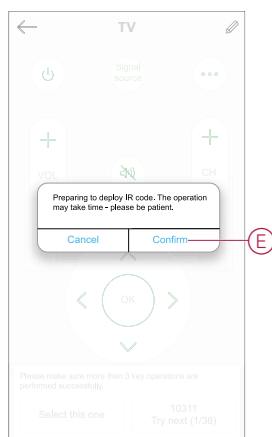 TV
Signal
source
VOL
CH
Preparing to deploy IR code. The operation
may take time - please be patient.
Cancel
Confirm
E
OK
Please make sure more than 3 key operations are
performed successfully.
Select this one
10311
Try next (1/38)